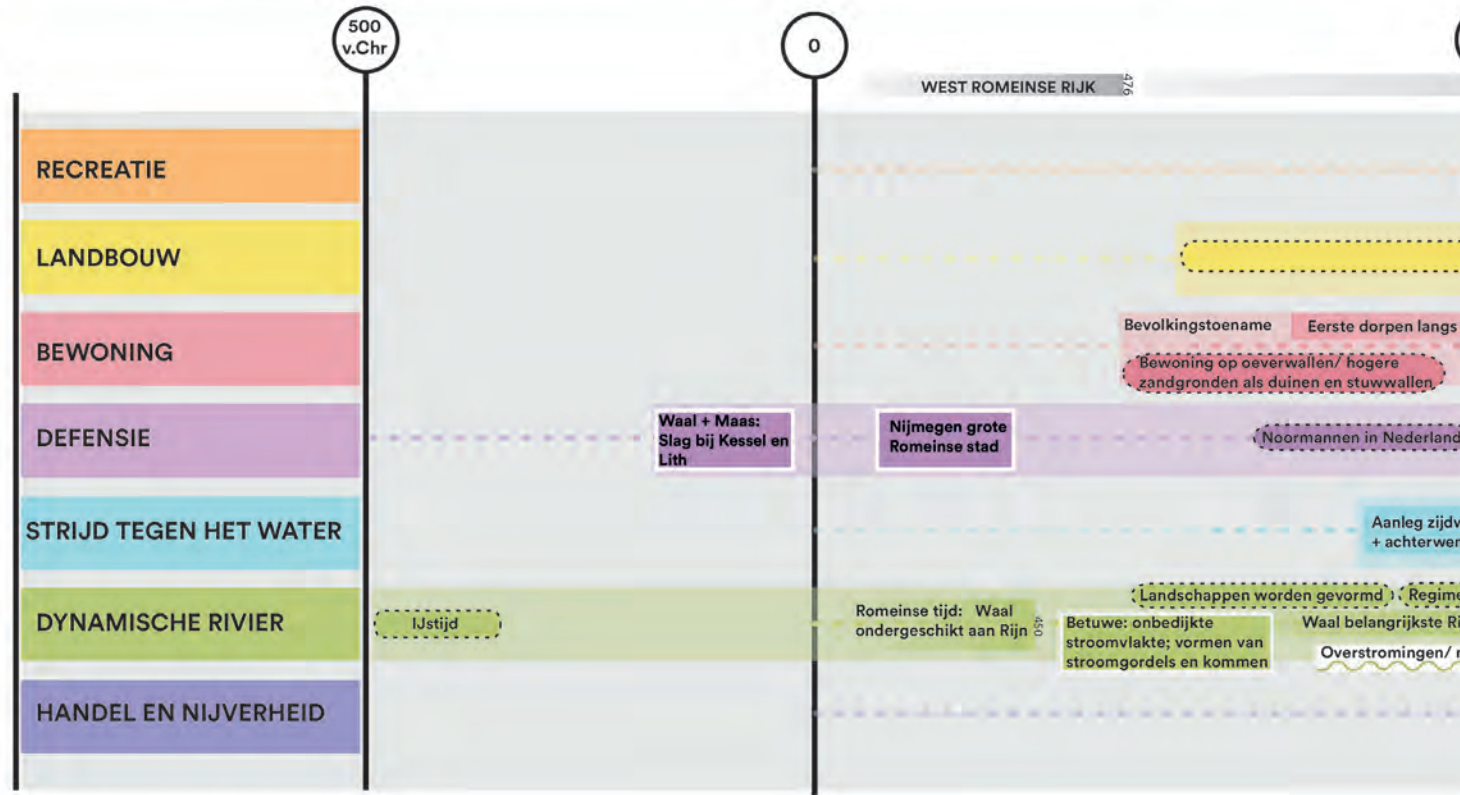 500
v.Chr
0
WEST ROMEINSE RIJK
476
RECREATIE
LANDBOUW
BEWONING
Bevolkingstoename
Eerste dorpen langs
Bewoning op oeverwallen/ hogere
zandgronden als duinen en stuwwallen
DEFENSIE
Waal + Maas:
Slag bij Kessel en
Lith
Nijmegen grote
Romeinse stad
Noormannen in Nederland
STRIJD TEGEN HET WATER
Aanleg zijdv
+ achterwer
DYNAMISCHE RIVIER
IJstijd
Romeinse tijd: Waal
ondergeschikt aan Rijn
450
Landschappen worden gevormd
Regime
Betuwe: onbedijkte
stroomvlakte; vormen van
stroomgordels en kommen
Waal belangrijkste Ri
Overstromingen/
HANDEL EN NIJVERHEID